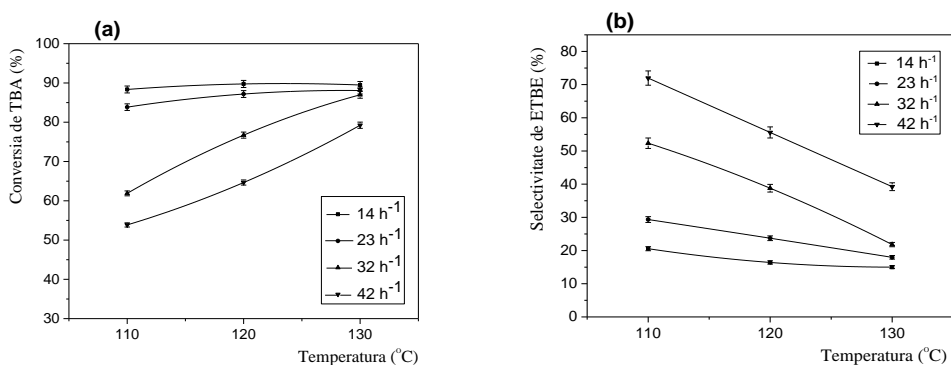 (a)
Conversia de TBA (%)
100
90
80
70
60
50
40
30
110
120
130
Temperatura (°C)
14 h⁻¹
23 h⁻¹
32 h⁻¹
42 h⁻¹
(b)
Selectivitate de ETBE (%)
80
70
60
50
40
30
20
10
0
110
120
130
Temperatura (°C)
14 h⁻¹
23 h⁻¹
32 h⁻¹
42 h⁻¹